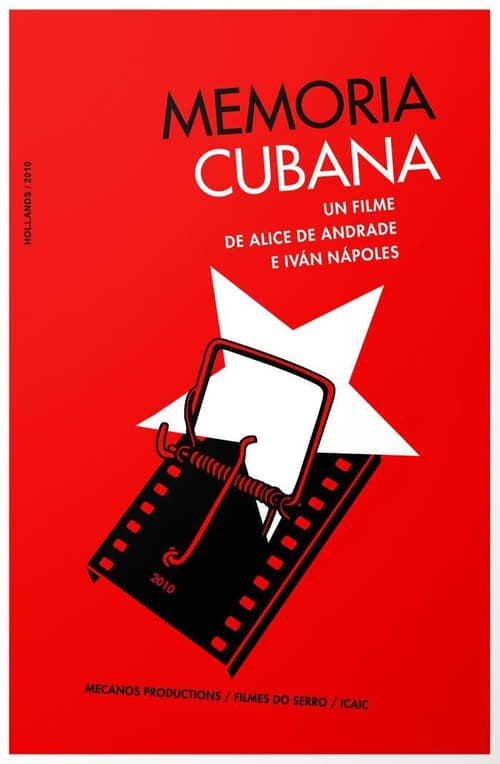 MEMORIA
CUBANA
UN FILME
DE ALICE DE ANDRADE
E IVÁN NÁPOLES
HOLLANDS / 2010
2010
MECANOS PRODUCTIONS / FILMES DO SERRO / ICAIC